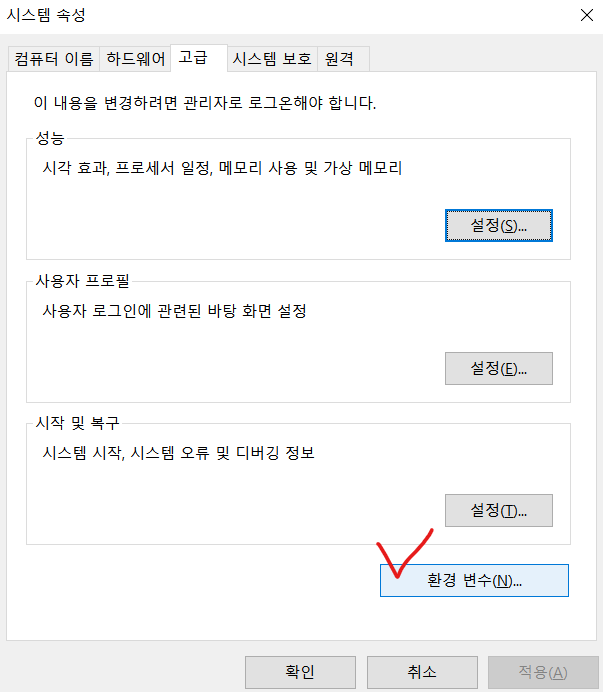 시스템 속성
컴퓨터 이름 하드웨어 고급 시스템 보호 원격
이 내용을 변경하려면 관리자로 로그온해야 합니다.
성능
시각 효과, 프로세서 일정, 메모리 사용 및 가상 메모리
설정(S)...
사용자 프로필
사용자 로그인에 관련된 바탕 화면 설정
설정(E)...
시작 및 복구
시스템 시작, 시스템 오류 및 디버깅 정보
설정(T)...
환경 변수(N)...
확인 취소 적용(A)